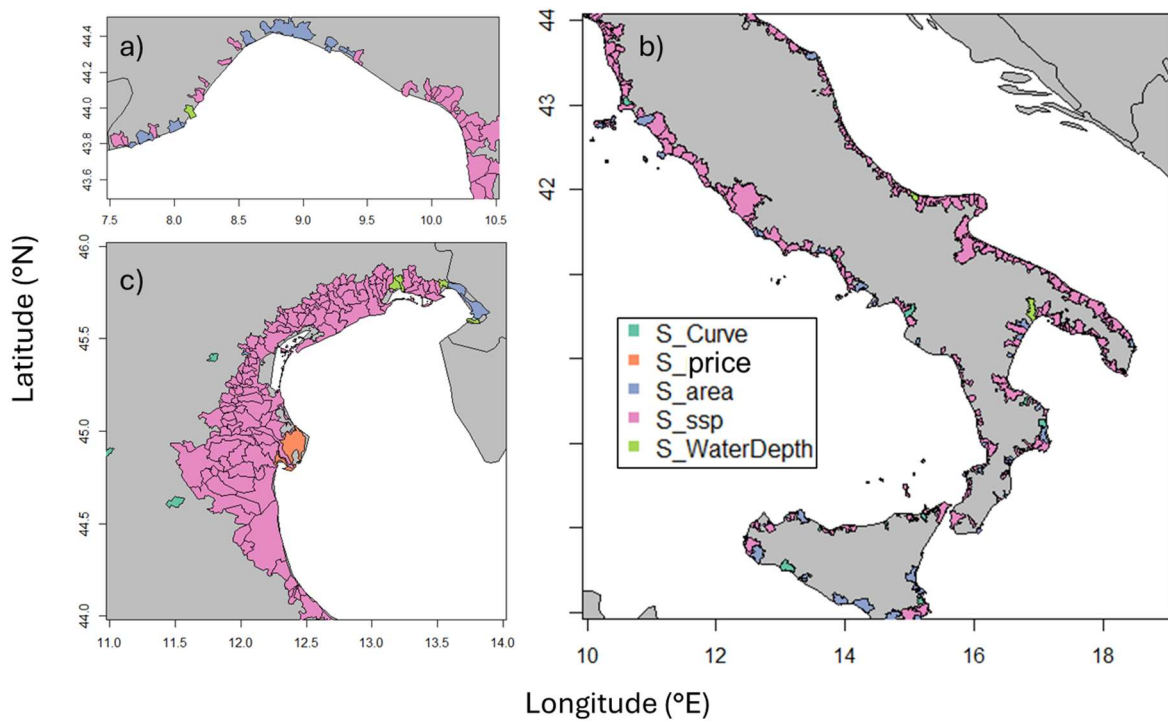 a)
44.4
44.2
44.0
43.8
43.6
7.5 8.0 8.5 9.0 9.5 10.0 10.5
b)
44
43
42
10 12 14 16 18
c)
46.0
45.5
45.0
44.5
44.0
11.0 11.5 12.0 12.5 13.0 13.5 14.0
S_Curve
S_price
S_area
S_ssp
S_WaterDepth
Latitude (°N)
Longitude (°E)